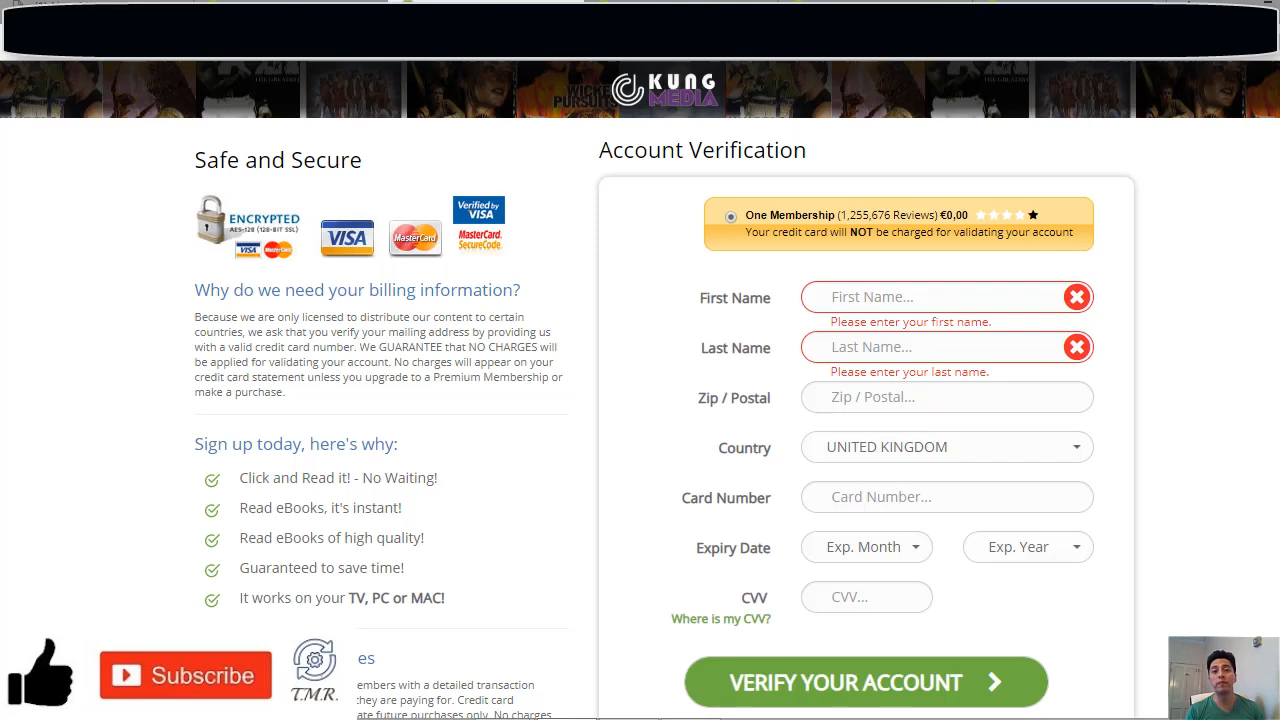 KUNG
MEDIA
WICKED
PURSUITS
Safe and Secure
ENCRYPTED
AES-128 (128-BIT SSL)
VISA
MasterCard
VISA
MasterCard
Verified by
VISA
MasterCard.
SecureCode.
Why do we need your billing information?
Because we are only licensed to distribute our content to certain
countries, we ask that you verify your mailing address by providing us
with a valid credit card number. We GUARANTEE that NO CHARGES will
be applied for validating your account. No charges will appear on your
credit card statement unless you upgrade to a Premium Membership or
make a purchase.
Sign up today, here's why:
Click and Read it! - No Waiting!
Read eBooks, it's instant!
Read eBooks of high quality!
Guaranteed to save time!
It works on your TV, PC or MAC!
es
embers with a detailed transaction
they are paying for. Credit card
ate future purchases only. No charges
Subscribe
T.M.R.
Account Verification
One Membership (1,255,676 Reviews) €0,00
Your credit card will NOT be charged for validating your account
First Name
First Name...
Please enter your first name.
Last Name
Last Name...
Please enter your last name.
Zip / Postal
Zip / Postal...
Country
UNITED KINGDOM
Card Number
Card Number...
Expiry Date
Exp. Month
Exp. Year
CVV
CVV...
Where is my CVV?
VERIFY YOUR ACCOUNT